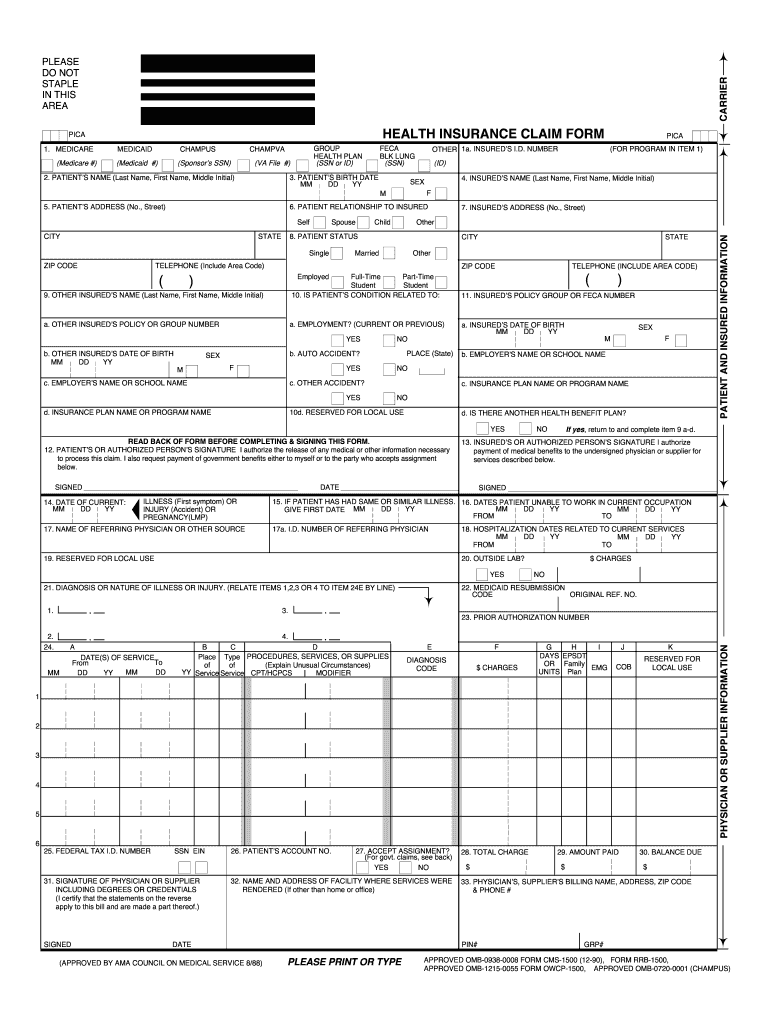 PLEASE
DO NOT
STAPLE
IN THIS
AREA
CARRIER
PICA
HEALTH INSURANCE CLAIM FORM
PICA
1. MEDICARE MEDICAID CHAMPUS CHAMPVA GROUP HEALTH PLAN FECA BLK LUNG OTHER
(Medicare #) (Medicaid #) (Sponsor's SSN) (VA File #) (SSN or ID) (SSN) (ID)
1a. INSURED'S I.D. NUMBER (FOR PROGRAM IN ITEM 1)
2. PATIENT'S NAME (Last Name, First Name, Middle Initial)
3. PATIENT'S BIRTH DATE
MM DD YY
SEX
M F
4. INSURED'S NAME (Last Name, First Name, Middle Initial)
5. PATIENT'S ADDRESS (No., Street)
6. PATIENT RELATIONSHIP TO INSURED
Self Spouse Child Other
7. INSURED'S ADDRESS (No., Street)
CITY STATE
8. PATIENT STATUS
Single Married Other
CITY STATE
ZIP CODE TELEPHONE (Include Area Code)
( )
Employed Full-Time Student Part-Time Student
ZIP CODE TELEPHONE (INCLUDE AREA CODE)
( )
9. OTHER INSURED'S NAME (Last Name, First Name, Middle Initial)
10. IS PATIENT'S CONDITION RELATED TO:
11. INSURED'S POLICY GROUP OR FECA NUMBER
a. OTHER INSURED'S POLICY OR GROUP NUMBER
a. EMPLOYMENT? (CURRENT OR PREVIOUS)
YES NO
a. INSURED'S DATE OF BIRTH
MM DD YY
SEX
M F
b. OTHER INSURED'S DATE OF BIRTH
MM DD YY
SEX
M F
b. AUTO ACCIDENT? PLACE (State)
YES NO
b. EMPLOYER'S NAME OR SCHOOL NAME
c. EMPLOYER'S NAME OR SCHOOL NAME
c. OTHER ACCIDENT?
YES NO
c. INSURANCE PLAN NAME OR PROGRAM NAME
d. INSURANCE PLAN NAME OR PROGRAM NAME
10d. RESERVED FOR LOCAL USE
d. IS THERE ANOTHER HEALTH BENEFIT PLAN?
YES NO If yes, return to and complete item 9 a-d.
READ BACK OF FORM BEFORE COMPLETING & SIGNING THIS FORM.
12. PATIENT'S OR AUTHORIZED PERSON'S SIGNATURE I authorize the release of any medical or other information necessary
to process this claim. I also request payment of government benefits either to myself or to the party who accepts assignment
below.
SIGNED DATE
13. INSURED'S OR AUTHORIZED PERSON'S SIGNATURE I authorize
payment of medical benefits to the undersigned physician or supplier for
services described below.
SIGNED
PATIENT AND INSURED INFORMATION
14. DATE OF CURRENT:
MM DD YY
ILLNESS (First symptom) OR
INJURY (Accident) OR
PREGNANCY(LMP)
15. IF PATIENT HAS HAD SAME OR SIMILAR ILLNESS.
GIVE FIRST DATE MM DD YY
16. DATES PATIENT UNABLE TO WORK IN CURRENT OCCUPATION
MM DD YY MM DD YY
FROM TO
17. NAME OF REFERRING PHYSICIAN OR OTHER SOURCE
17a. I.D. NUMBER OF REFERRING PHYSICIAN
18. HOSPITALIZATION DATES RELATED TO CURRENT SERVICES
MM DD YY MM DD YY
FROM TO
19. RESERVED FOR LOCAL USE
20. OUTSIDE LAB? $ CHARGES
YES NO
21. DIAGNOSIS OR NATURE OF ILLNESS OR INJURY. (RELATE ITEMS 1,2,3 OR 4 TO ITEM 24E BY LINE)
1. . 3. .
2. . 4. .
22. MEDICAID RESUBMISSION
CODE ORIGINAL REF. NO.
23. PRIOR AUTHORIZATION NUMBER
24. A B C D E F G H I J K
DATE(S) OF SERVICE
From To
MM DD YY MM DD YY
Place
of
Service
Type
of
Service
PROCEDURES, SERVICES, OR SUPPLIES
(Explain Unusual Circumstances)
CPT/HCPCS MODIFIER
DIAGNOSIS
CODE
$ CHARGES
DAYS
OR
UNITS
EPSDT
Family
Plan
EMG
COB
RESERVED FOR
LOCAL USE
1
2
3
4
5
6
PHYSICIAN OR SUPPLIER INFORMATION
25. FEDERAL TAX I.D. NUMBER SSN EIN
26. PATIENT'S ACCOUNT NO.
27. ACCEPT ASSIGNMENT?
(For govt. claims, see back)
YES NO
28. TOTAL CHARGE
$
29. AMOUNT PAID
$
30. BALANCE DUE
$
31. SIGNATURE OF PHYSICIAN OR SUPPLIER
INCLUDING DEGREES OR CREDENTIALS
(I certify that the statements on the reverse
apply to this bill and are made a part thereof.)
SIGNED DATE
32. NAME AND ADDRESS OF FACILITY WHERE SERVICES WERE
RENDERED (If other than home or office)
33. PHYSICIAN'S, SUPPLIER'S BILLING NAME, ADDRESS, ZIP CODE
& PHONE #
PIN# GRP#
(APPROVED BY AMA COUNCIL ON MEDICAL SERVICE 8/88)
PLEASE PRINT OR TYPE
APPROVED OMB-0938-0008 FORM CMS-1500 (12-90), FORM RRB-1500,
APPROVED OMB-1215-0055 FORM OWCP-1500, APPROVED OMB-0720-0001 (CHAMPUS)